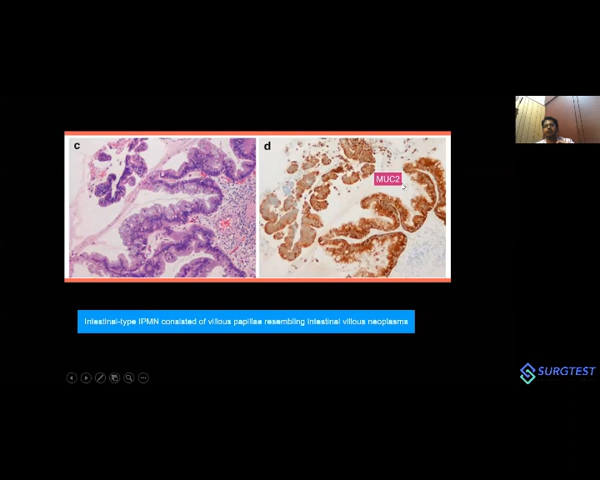 c
d
MUC2
Intestinal-type IPMN consisted of villous papillae resembling intestinal villous neoplasms
SURGTEST